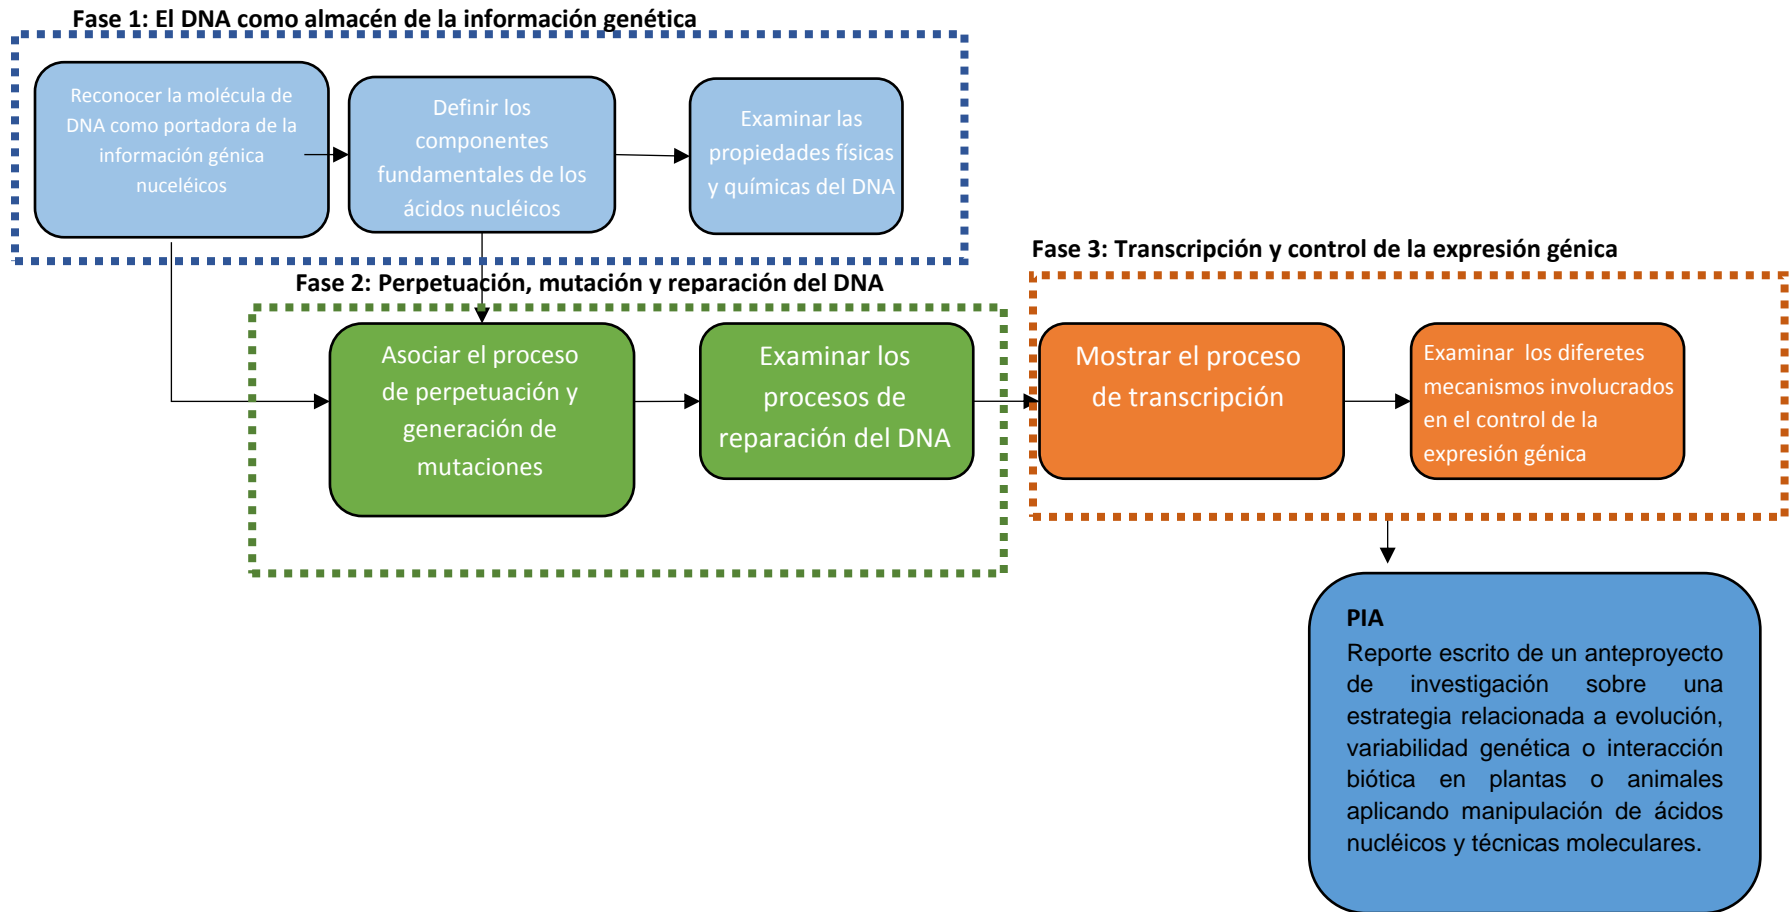 Fase 1: El DNA como almacén de la información genética
Reconocer la molécula de
DNA como portadora de la
información génica
nuceléicos
Definir los
componentes
fundamentales de los
ácidos nucléicos
Examinar las
propiedades físicas
y químicas del DNA
Fase 2: Perpetuación, mutación y reparación del DNA
Asociar el proceso
de perpetuación y
generación de
mutaciones
Examinar los
procesos de
reparación del DNA
Fase 3: Transcripción y control de la expresión génica
Mostrar el proceso
de transcripción
Examinar los diferetes
mecanismos involucrados
en el control de la
expresión génica
PIA
Reporte escrito de un anteproyecto
de investigación sobre una
estrategia relacionada a evolución,
variabilidad genética o interacción
biótica en plantas o animales
aplicando manipulación de ácidos
nucléicos y técnicas moleculares.